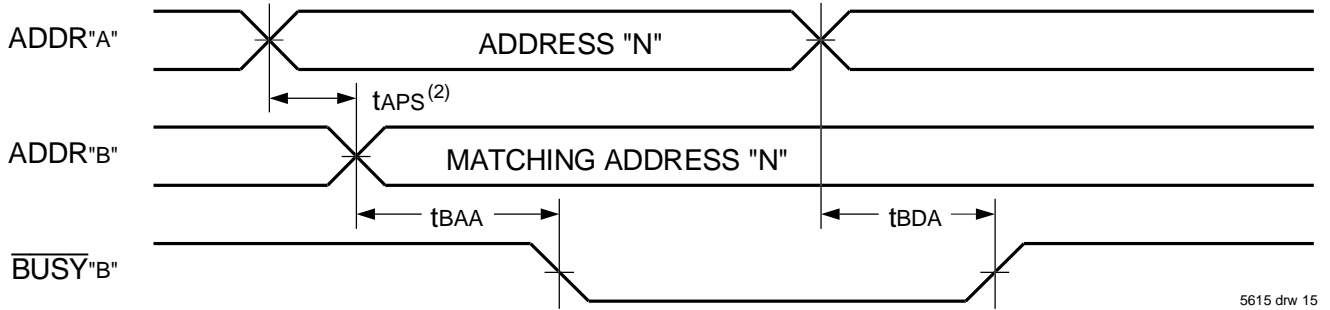 ADDR"A"
ADDRESS "N"
tAPS(2)
ADDR"B"
MATCHING ADDRESS "N"
tBAA
tBDA
BUSY"B"
5615 drw 15